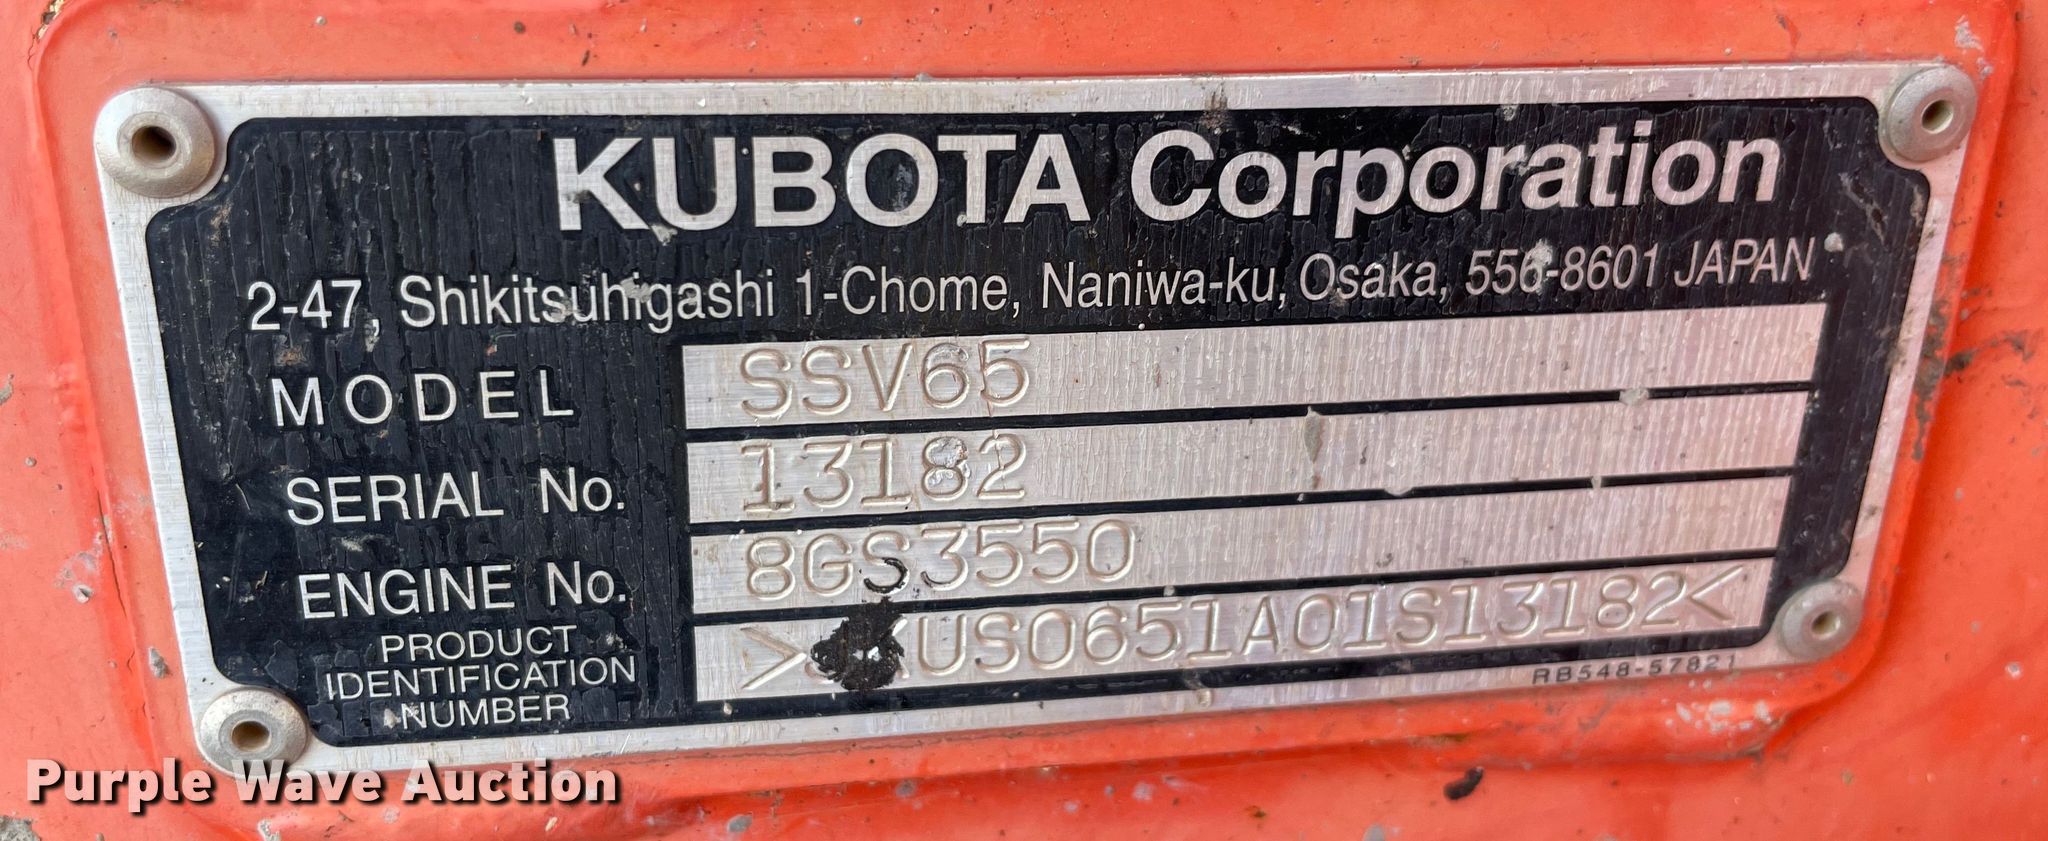 KUBOTA Corporation
2-47, Shikitsuhigashi 1-Chome, Naniwa-ku, Osaka, 556-8601 JAPAN
MODEL SSV65
SERIAL No. 13182
ENGINE No. 8GS3550
PRODUCT
IDENTIFICATION
NUMBER
KUS0651A01S13182<
RB548-57821
Purple Wave Auction